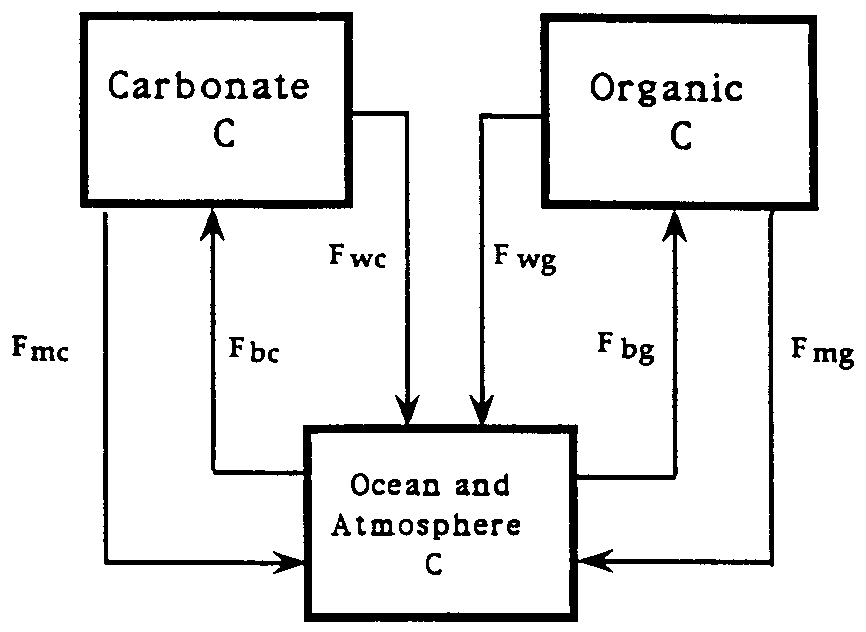 Carbonate
C
Organic
C
Fwc
Fwg
Fmc
Fbc
Fbg
Fmg
Ocean and
Atmosphere
C